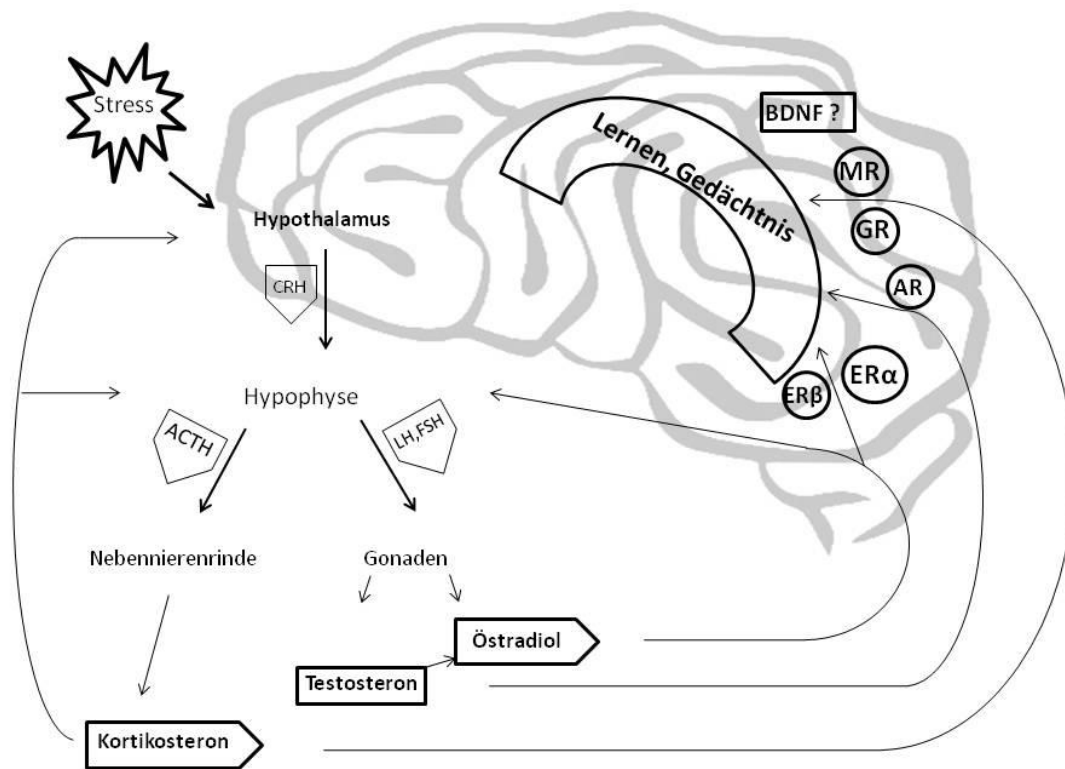 Stress
BDNF ?
Lernen, Gedächtnis
MR
Hypothalamus
GR
CRH
AR
ERα
Hypophyse
ERβ
ACTH
LH,FSH
Nebennierenrinde
Gonaden
Östradiol
Testosteron
Kortikosteron